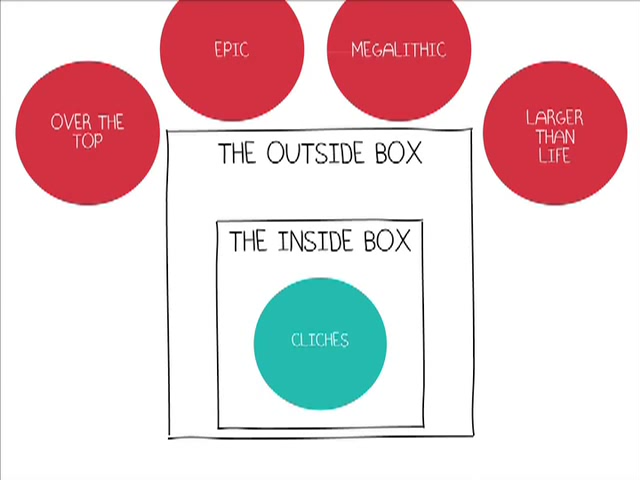 EPIC
MEGALITHIC
OVER THE
TOP
LARGER
THAN
LIFE
THE OUTSIDE BOX
THE INSIDE BOX
CLICHES